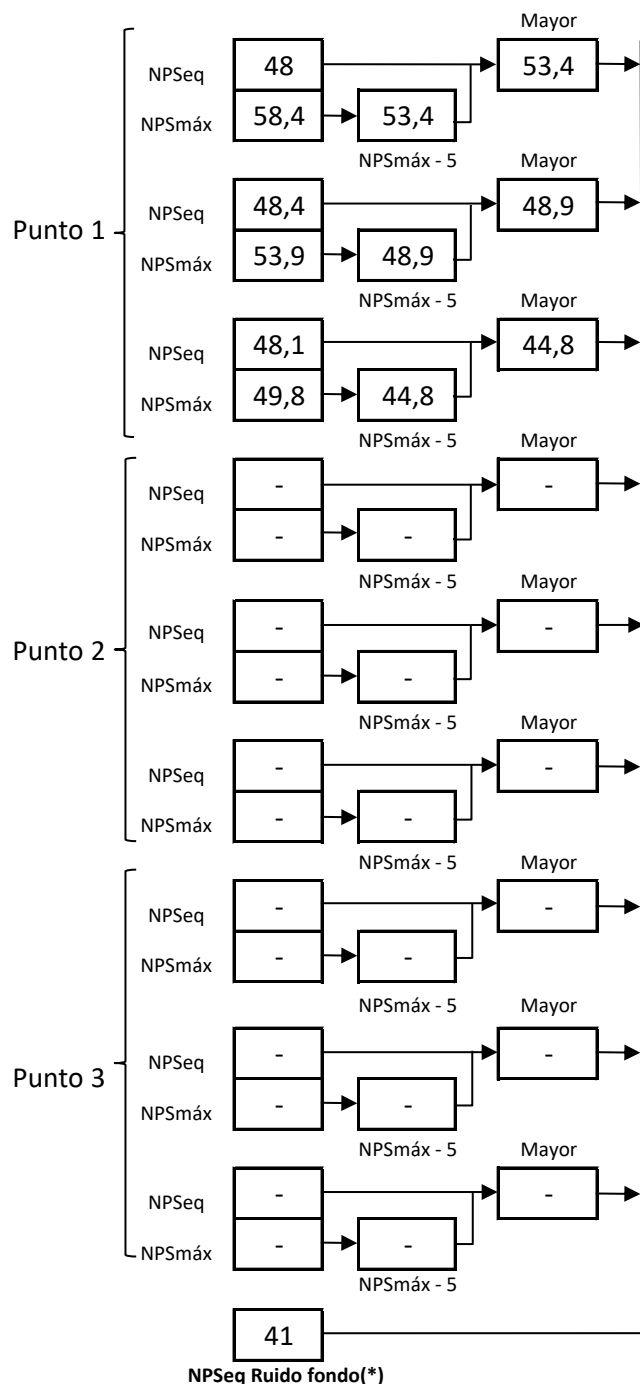 Mayor
NPSeq 48 53,4
NPSmáx 58,4 53,4
NPSmáx - 5 Mayor
Punto 1
NPSeq 48,4 48,9
NPSmáx 53,9 48,9
NPSmáx - 5 Mayor
NPSeq 48,1 44,8
NPSmáx 49,8 44,8
NPSmáx - 5 Mayor
NPSeq - -
NPSmáx - -
NPSmáx - 5 Mayor
Punto 2
NPSeq - -
NPSmáx - -
NPSmáx - 5 Mayor
NPSeq - -
NPSmáx - -
NPSmáx - 5 Mayor
NPSeq - -
NPSmáx - -
NPSmáx - 5 Mayor
Punto 3
NPSeq - -
NPSmáx - -
NPSmáx - 5 Mayor
NPSeq - -
NPSmáx - -
NPSmáx - 5
41
NPSeq Ruido fondo(*)